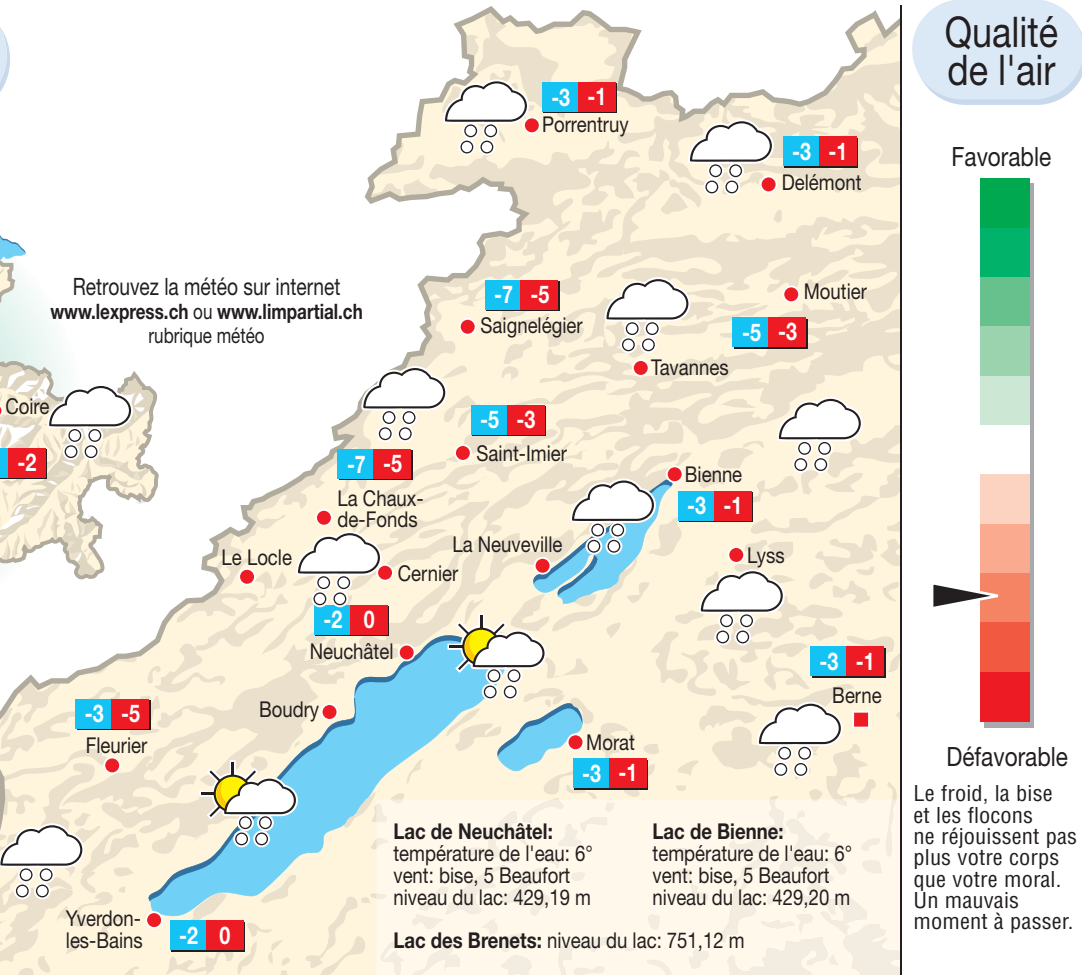 Qualité
de l'air
-3 -1
Porrentruy
-3 -1
Delémont
Retrouvez la météo sur internet
www.lexpress.ch ou www.limpartial.ch
rubrique météo
-7 -5
Saignelégier
Moutier
-5 -3
Tavannes
Coire
-2
-5 -3
Saint-Imier
-7 -5
La Chaux-
de-Fonds
Bienne
-3 -1
La Neuveville
Lyss
Le Locle
Cernier
-2 0
Neuchâtel
-3 -1
Berne
Boudry
-3 -5
Fleurier
Morat
-3 -1
Yverdon-
les-Bains
-2 0
Lac de Neuchâtel:
température de l'eau: 6°
vent: bise, 5 Beaufort
niveau du lac: 429,19 m
Lac de Bienne:
température de l'eau: 6°
vent: bise, 5 Beaufort
niveau du lac: 429,20 m
Lac des Brenets: niveau du lac: 751,12 m
Favorable
Défavorable
Le froid, la bise
et les flocons
ne réjouissent pas
plus votre corps
que votre moral.
Un mauvais
moment à passer.